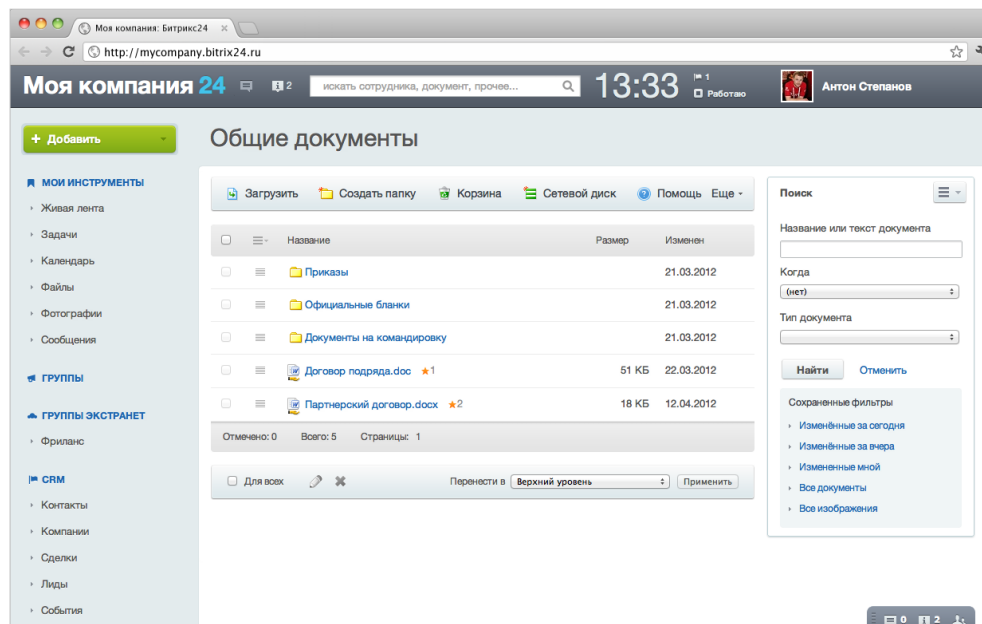 Моя компания: Битрикс24
http://mycompany.bitrix24.ru
Моя компания 24
2
искать сотрудника, документ, прочее...
13:33
1
Работаю
Антон Степанов
+ Добавить
Общие документы
МОИ ИНСТРУМЕНТЫ
Живая лента
Задачи
Календарь
Файлы
Фотографии
Сообщения
ГРУППЫ
ГРУППЫ ЭКСТРАНЕТ
Фриланс
CRM
Контакты
Компании
Сделки
Лиды
События
Загрузить Создать папку Корзина Сетевой диск Помощь Еще
Название Размер Изменен
Приказы 21.03.2012
Официальные бланки 21.03.2012
Документы на командировку 21.03.2012
Договор подряда.doc ★1 51 КБ 22.03.2012
Партнерский договор.docx ★2 18 КБ 12.04.2012
Отмечено: 0 Всего: 5 Страницы: 1
Для всех Перенести в Верхний уровень Применить
Поиск
Название или текст документа
Когда
(нет)
Тип документа
Найти Отменить
Сохраненные фильтры
Изменённые за сегодня
Изменённые за вчера
Измененные мной
Все документы
Все изображения
0 2